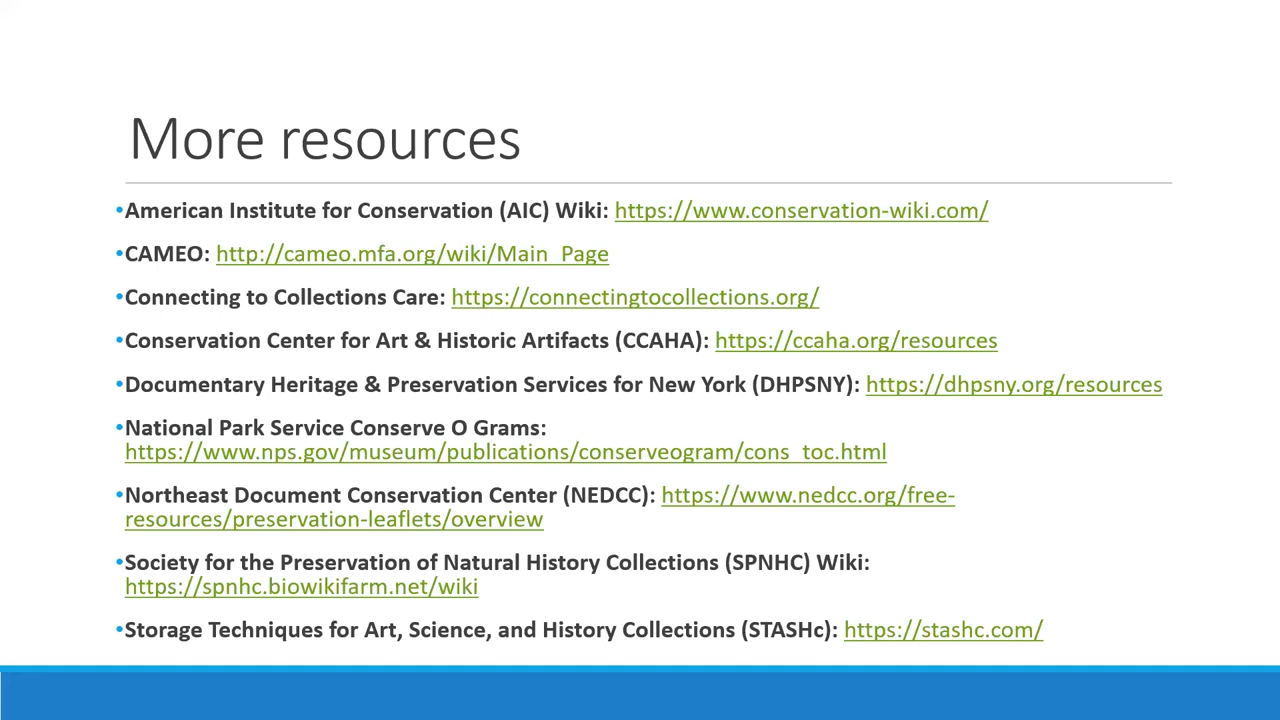 More resources
•American Institute for Conservation (AIC) Wiki: https://www.conservation-wiki.com/
•CAMEO: http://cameo.mfa.org/wiki/Main_Page
•Connecting to Collections Care: https://connectingtocollections.org/
•Conservation Center for Art & Historic Artifacts (CCAHA): https://ccaha.org/resources
•Documentary Heritage & Preservation Services for New York (DHPSNY): https://dhpsny.org/resources
•National Park Service Conserve O Grams:
https://www.nps.gov/museum/publications/conserveogram/cons_toc.html
•Northeast Document Conservation Center (NEDCC): https://www.nedcc.org/free-
resources/preservation-leaflets/overview
•Society for the Preservation of Natural History Collections (SPNHC) Wiki:
https://spnhc.biowikifarm.net/wiki
•Storage Techniques for Art, Science, and History Collections (STASHc): https://stashc.com/